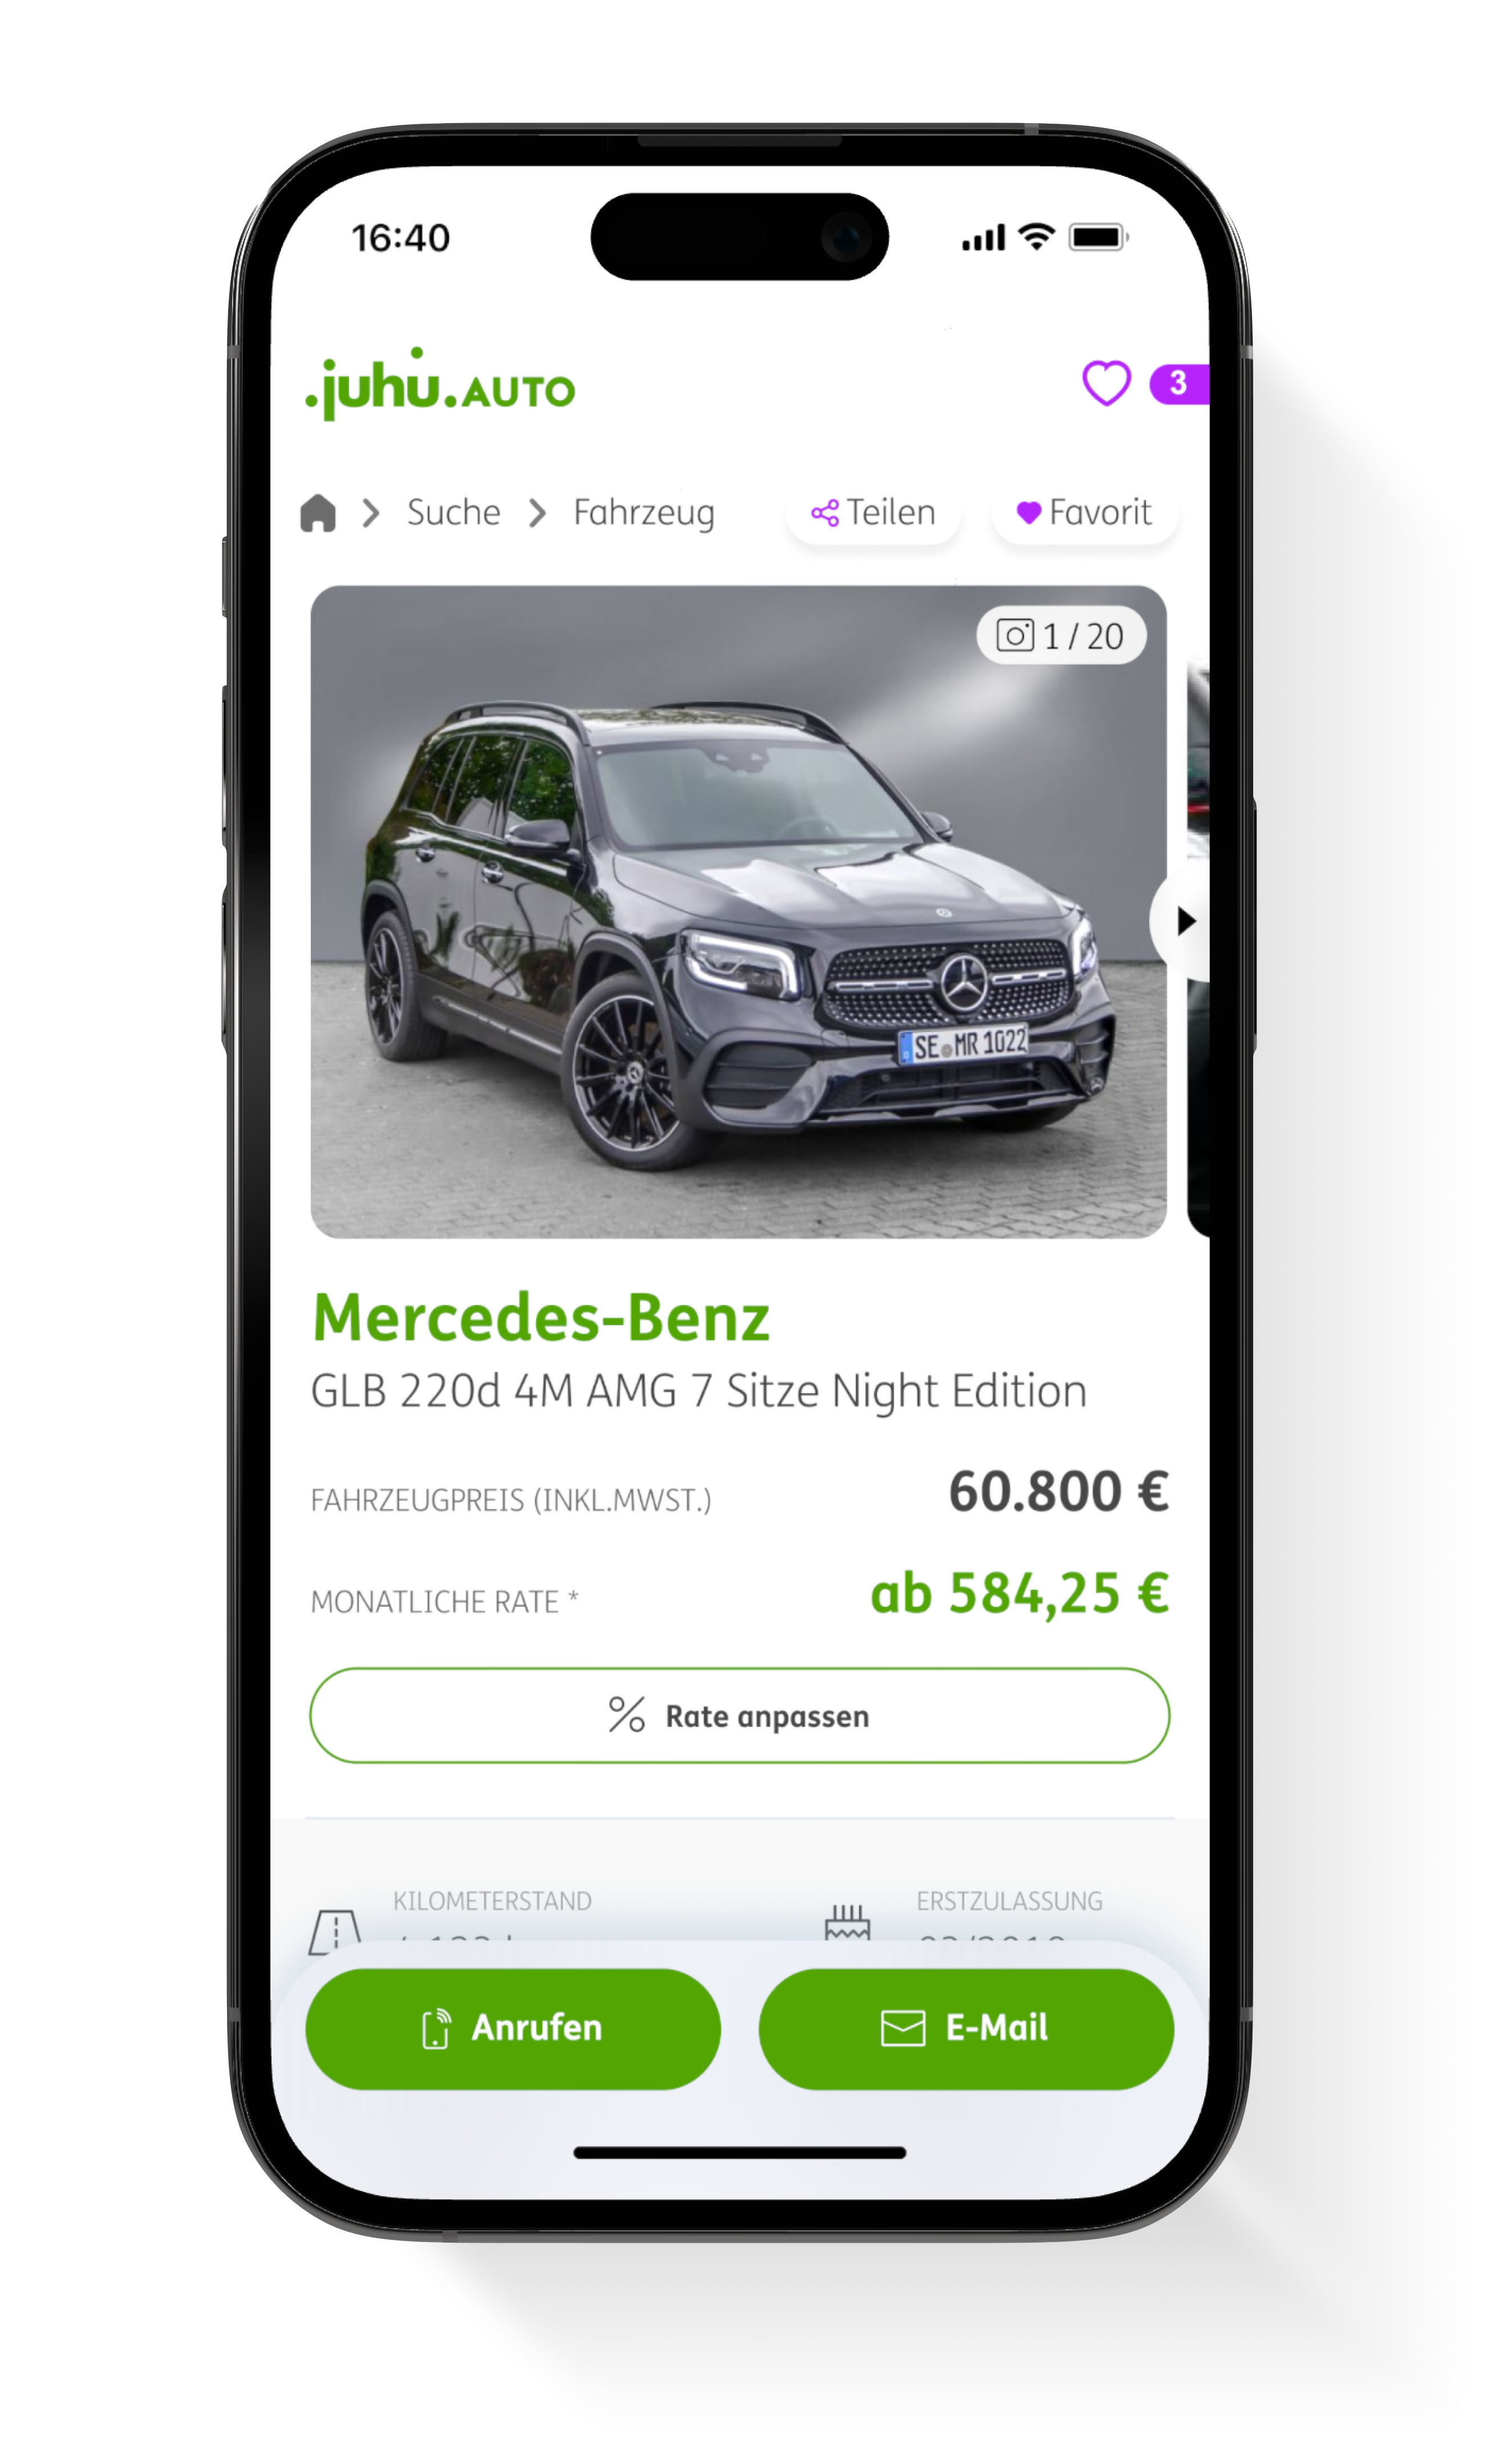 16:40
.juhu.AUTO
3
Suche
Fahrzeug
Teilen
Favorit
1 / 20
SE MR 1022
Mercedes-Benz
GLB 220d 4M AMG 7 Sitze Night Edition
FAHRZEUGPREIS (INKL.MWST.)
60.800 €
MONATLICHE RATE *
ab 584,25 €
Rate anpassen
KILOMETERSTAND
ERSTZULASSUNG
Anrufen
E-Mail